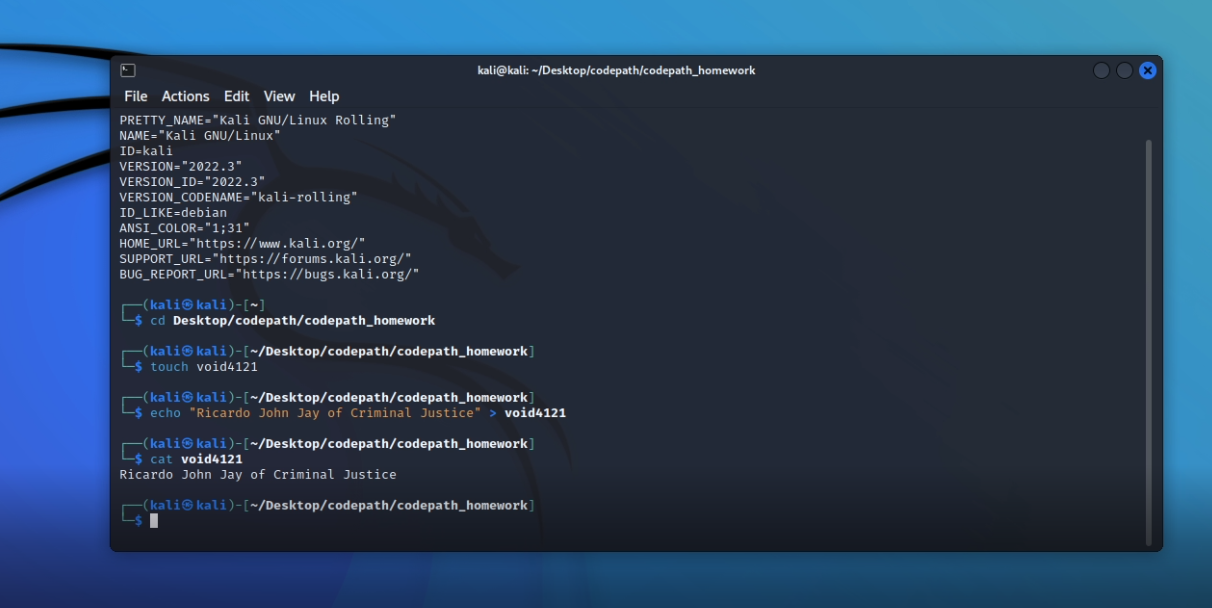 kali@kali: ~/Desktop/codepath/codepath_homework
File Actions Edit View Help
PRETTY_NAME="Kali GNU/Linux Rolling"
NAME="Kali GNU/Linux"
ID=kali
VERSION="2022.3"
VERSION_ID="2022.3"
VERSION_CODENAME="kali-rolling"
ID_LIKE=debian
ANSI_COLOR="1;31"
HOME_URL="https://www.kali.org/"
SUPPORT_URL="https://forums.kali.org/"
BUG_REPORT_URL="https://bugs.kali.org/"
┌──(kali㉿kali)-[~]
└─$ cd Desktop/codepath/codepath_homework
┌──(kali㉿kali)-[~/Desktop/codepath/codepath_homework]
└─$ touch void4121
┌──(kali㉿kali)-[~/Desktop/codepath/codepath_homework]
└─$ echo "Ricardo John Jay of Criminal Justice" > void4121
┌──(kali㉿kali)-[~/Desktop/codepath/codepath_homework]
└─$ cat void4121
Ricardo John Jay of Criminal Justice
┌──(kali㉿kali)-[~/Desktop/codepath/codepath_homework]
└─$